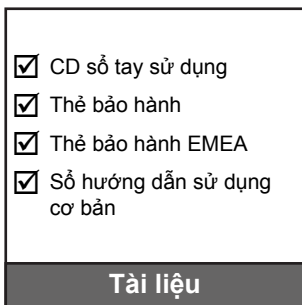 CD sổ tay sử dụng
Thẻ bảo hành
Thẻ bảo hành EMEA
Sổ hướng dẫn sử dụng
cơ bản
Tài liệu